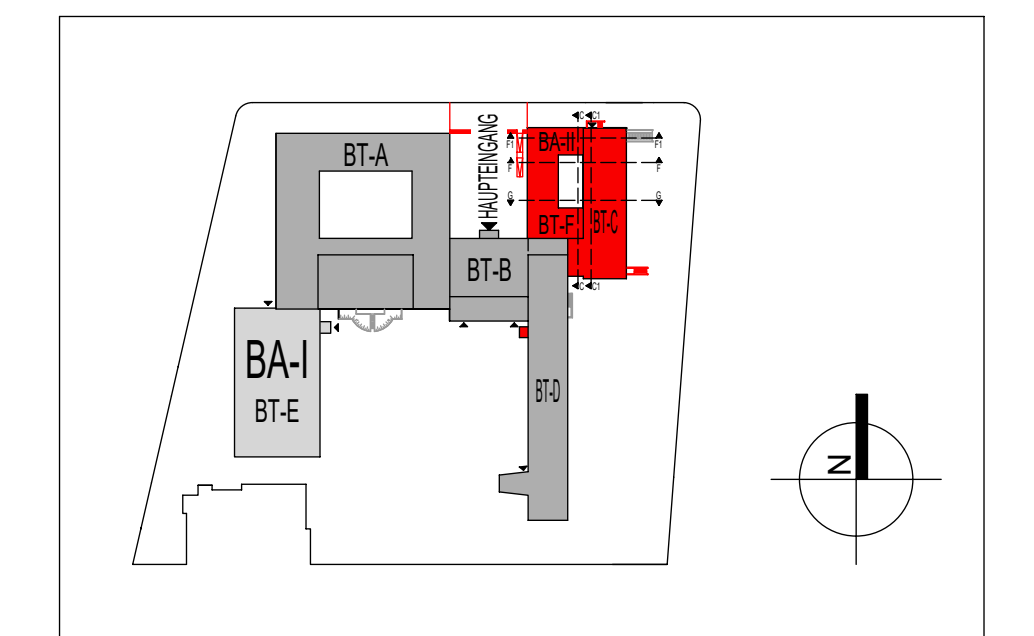 C C1
HAUPTEINGANG
BA-II
F1 F1
BT-A
F F
G G
BT-F
BT-C
BT-B
C C1
BA-I
BT-E
BT-D
N